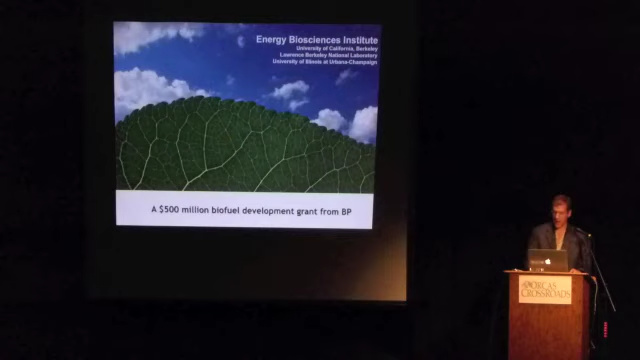 Energy Biosciences Institute
University of California, Berkeley
Lawrence Berkeley National Laboratory
University of Illinois at Urbana-Champaign
A $500 million biofuel development grant from BP
ORCAS
CROSSROADS